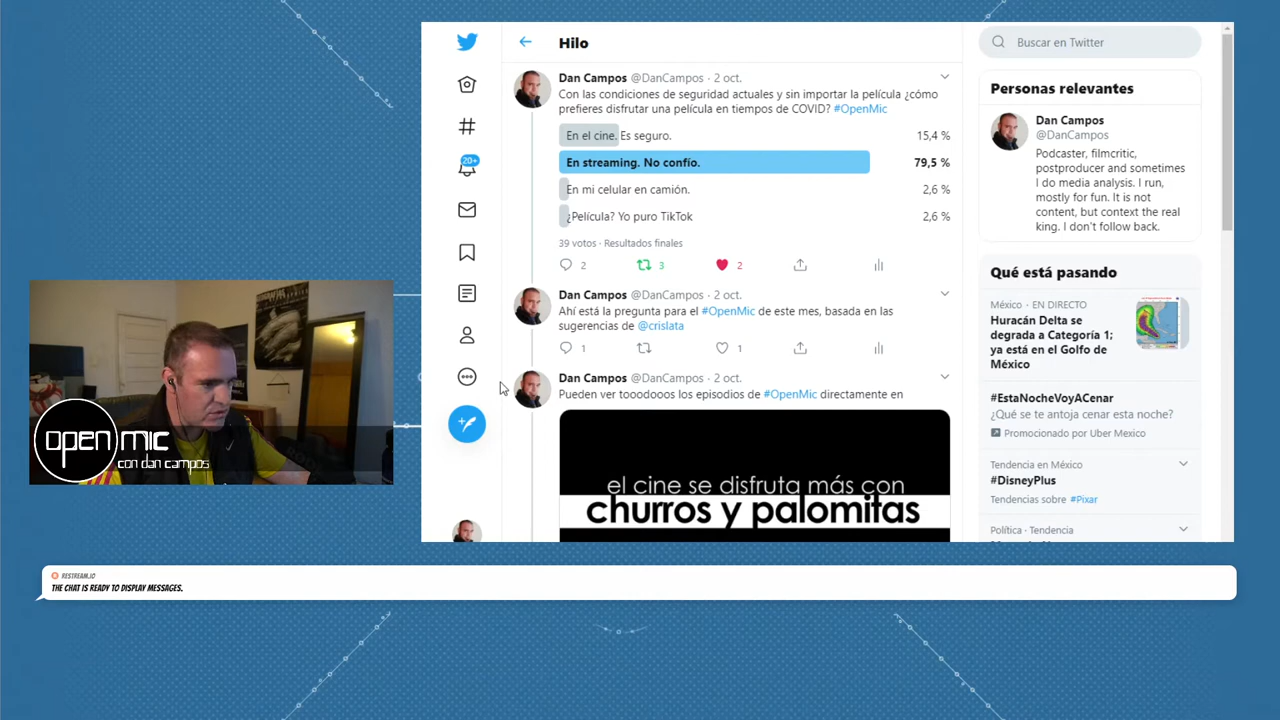 Hilo
Dan Campos @DanCampos · 2 oct.
Con las condiciones de seguridad actuales y sin importar la película ¿cómo
prefieres disfrutar una película en tiempos de COVID? #OpenMic
En el cine. Es seguro. 15,4 %
En streaming. No confío. 79,5 %
En mi celular en camión. 2,6 %
¿Película? Yo puro TikTok 2,6 %
39 votos · Resultados finales
2 3 2
Dan Campos @DanCampos · 2 oct.
Ahí está la pregunta para el #OpenMic de este mes, basada en las
sugerencias de @crislata
1 1
Dan Campos @DanCampos · 2 oct.
Pueden ver tooodoooos los episodios de #OpenMic directamente en
el cine se disfruta más con
churros y palomitas
20+
Buscar en Twitter
Personas relevantes
Dan Campos
@DanCampos
Podcaster, filmcritic,
postproducer and sometimes
I do media analysis. I run,
mostly for fun. It is not
content, but context the real
king. I don't follow back.
Qué está pasando
México · EN DIRECTO
Huracán Delta se
degrada a Categoría 1;
ya está en el Golfo de
México
#EstaNocheVoyACenar
¿Qué se te antoja cenar esta noche?
Promocionado por Uber Mexico
Tendencia en México
#DisneyPlus
Tendencias sobre #Pixar
Política · Tendencia
open mic
con dan campos
RESTREAM.IO
THE CHAT IS READY TO DISPLAY MESSAGES.